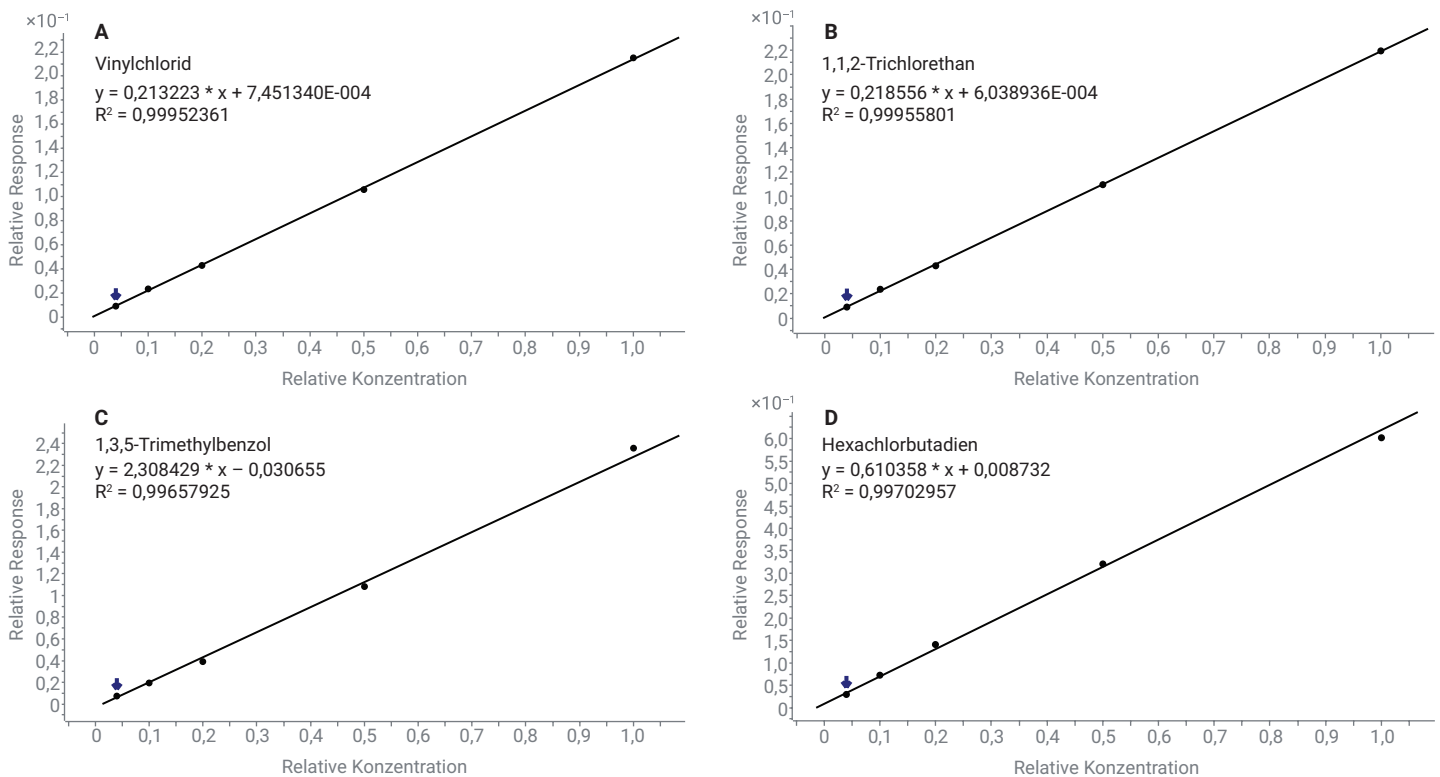 ×10⁻¹
A
Vinylchlorid
y = 0,213223 * x + 7,451340E-004
R² = 0,99952361
Relative Response
2,2
2,0
1,8
1,6
1,4
1,2
1,0
0,8
0,6
0,4
0,2
0
0 0,1 0,2 0,3 0,4 0,5 0,6 0,7 0,8 0,9 1,0
Relative Konzentration
×10⁻¹
B
1,1,2-Trichlorethan
y = 0,218556 * x + 6,038936E-004
R² = 0,99955801
Relative Response
2,2
2,0
1,8
1,6
1,4
1,2
1,0
0,8
0,6
0,4
0,2
0
0 0,1 0,2 0,3 0,4 0,5 0,6 0,7 0,8 0,9 1,0
Relative Konzentration
C
1,3,5-Trimethylbenzol
y = 2,308429 * x – 0,030655
R² = 0,99657925
Relative Response
2,4
2,2
2
1,8
1,6
1,4
1,2
1
0,8
0,6
0,4
0,2
0
0 0,1 0,2 0,3 0,4 0,5 0,6 0,7 0,8 0,9 1,0
Relative Konzentration
×10⁻¹
D
Hexachlorbutadien
y = 0,610358 * x + 0,008732
R² = 0,99702957
Relative Response
6,0
5,5
5,0
4,5
4,0
3,5
3,0
2,5
2,0
1,5
1,0
0,5
0
0 0,1 0,2 0,3 0,4 0,5 0,6 0,7 0,8 0,9 1,0
Relative Konzentration